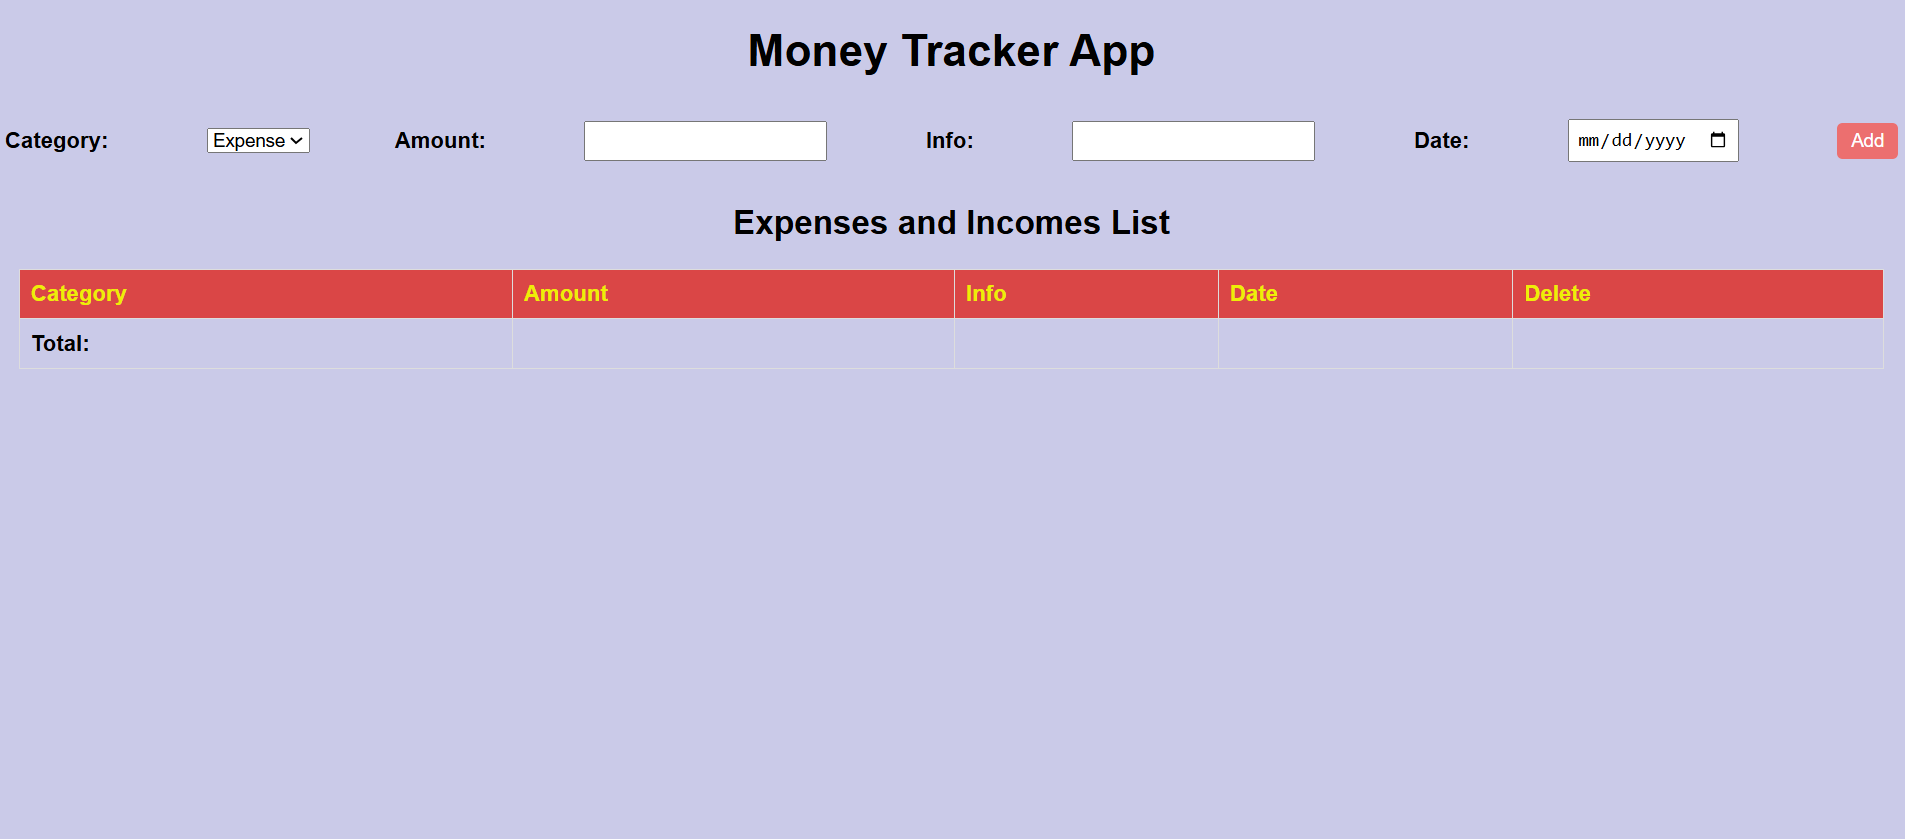 Money Tracker App
Category: Expense Amount: Info: Date: mm/dd/yyyy Add
Expenses and Incomes List
Category Amount Info Date Delete
Total: